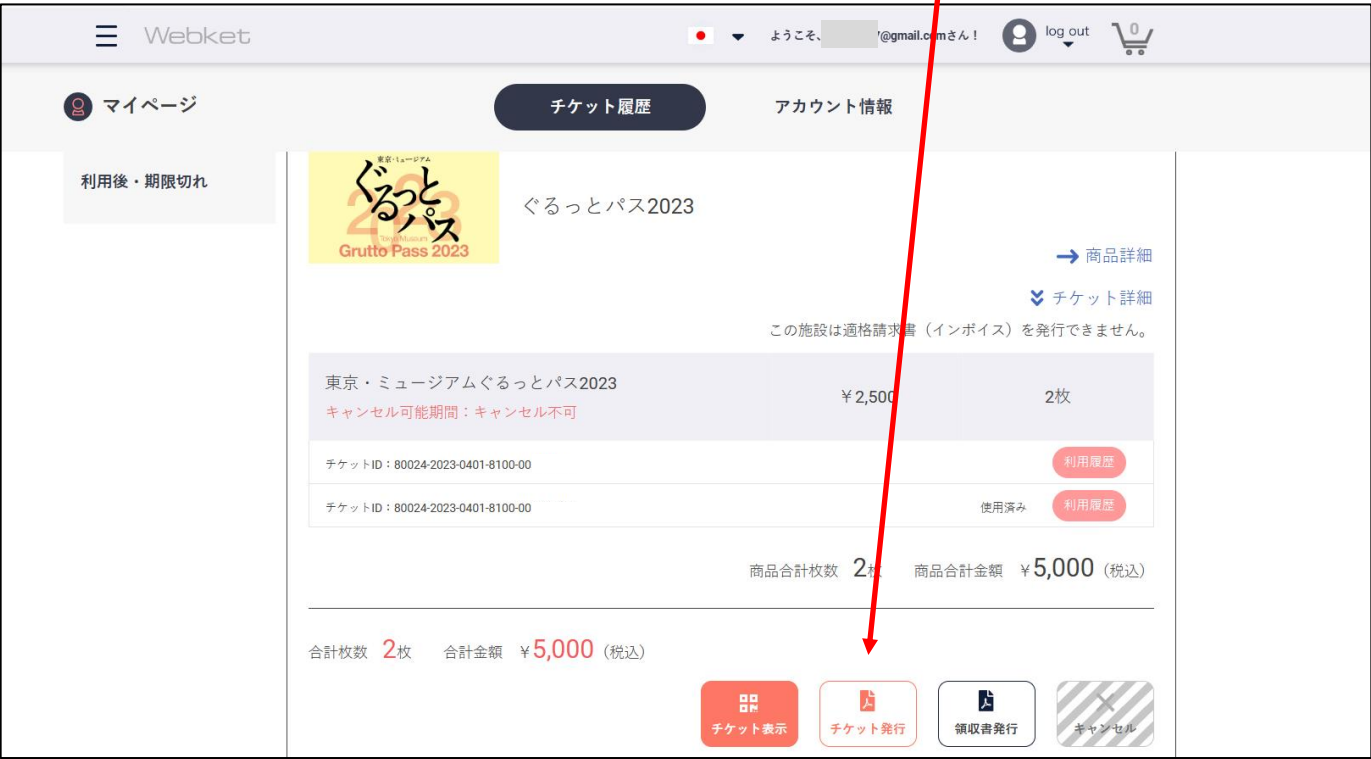 Webket
ようこそ、 7@gmail.comさん！
log out
0
マイページ
チケット履歴
アカウント情報
利用後・期限切れ
2023
東京・ミュージアム
ぐるっとパス
Tokyo Museum
Grutto Pass 2023
ぐるっとパス2023
商品詳細
チケット詳細
この施設は適格請求書（インボイス）を発行できません。
東京・ミュージアムぐるっとパス2023
￥2,500
2枚
キャンセル可能期間：キャンセル不可
チケットID：80024-2023-0401-8100-00
利用履歴
チケットID：80024-2023-0401-8100-00
使用済み
利用履歴
商品合計枚数 2枚 商品合計金額 ￥5,000（税込）
合計枚数 2枚 合計金額 ￥5,000（税込）
チケット表示
チケット発行
領収書発行
キャンセル